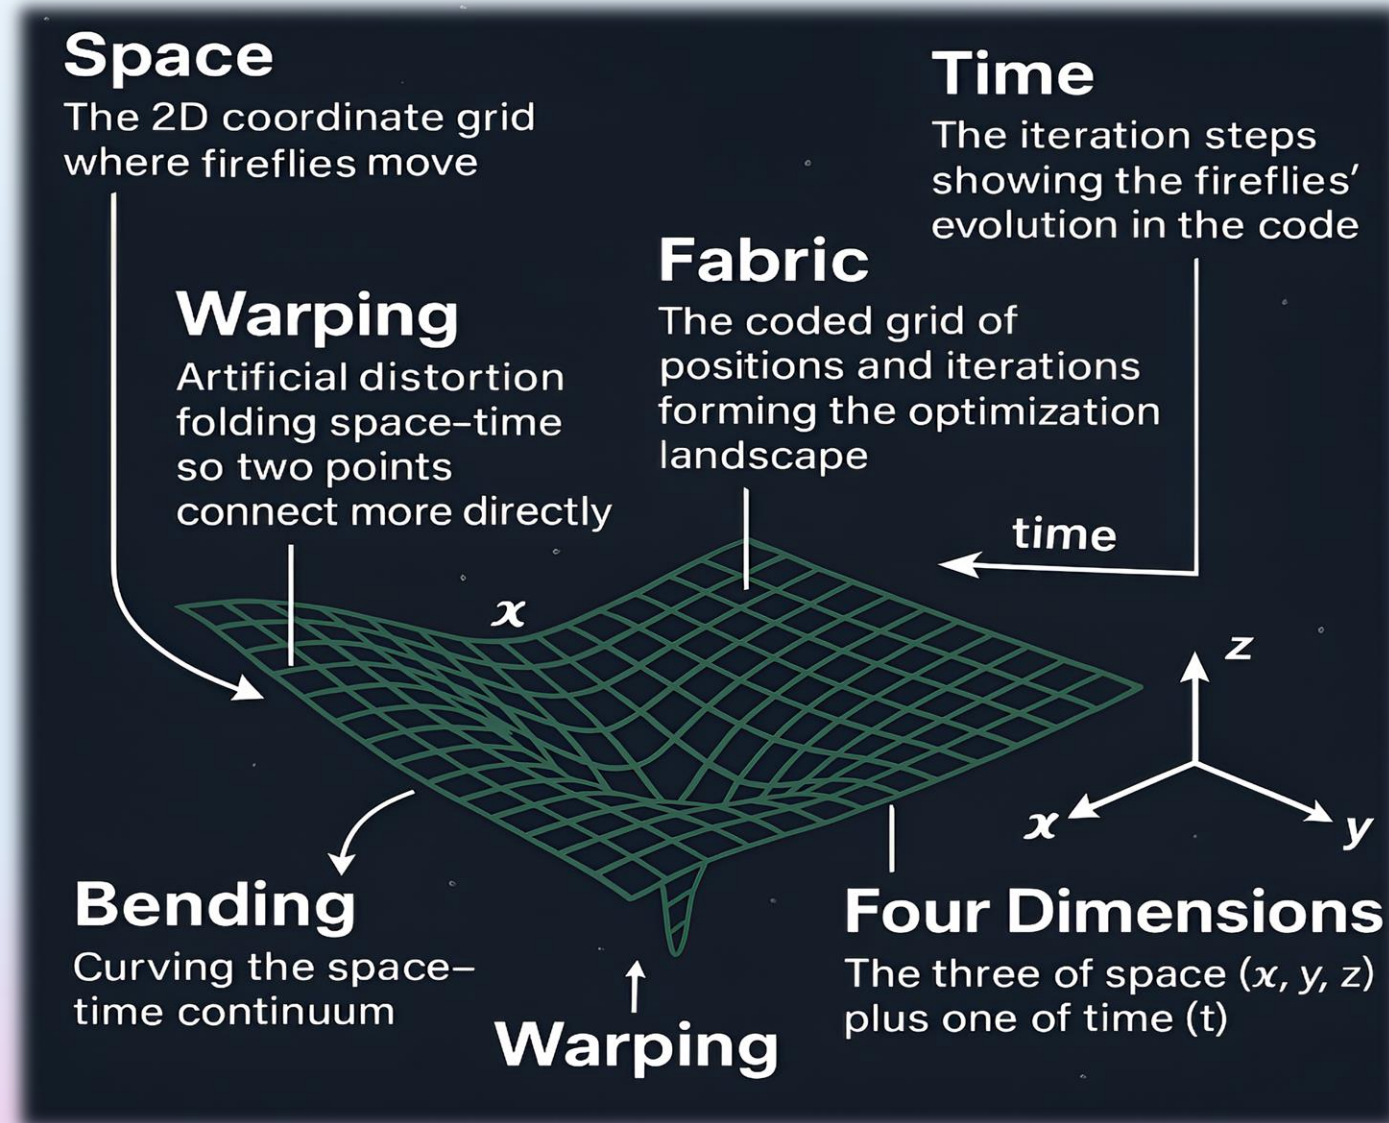 Space
The 2D coordinate grid
where fireflies move
Time
The iteration steps
showing the fireflies’
evolution in the code
Fabric
The coded grid of
positions and iterations
forming the optimization
landscape
Warping
Artificial distortion
folding space-time
so two points
connect more directly
time
x
z
x
y
Bending
Curving the space–
time continuum
Warping
Four Dimensions
The three of space (x, y, z)
plus one of time (t)